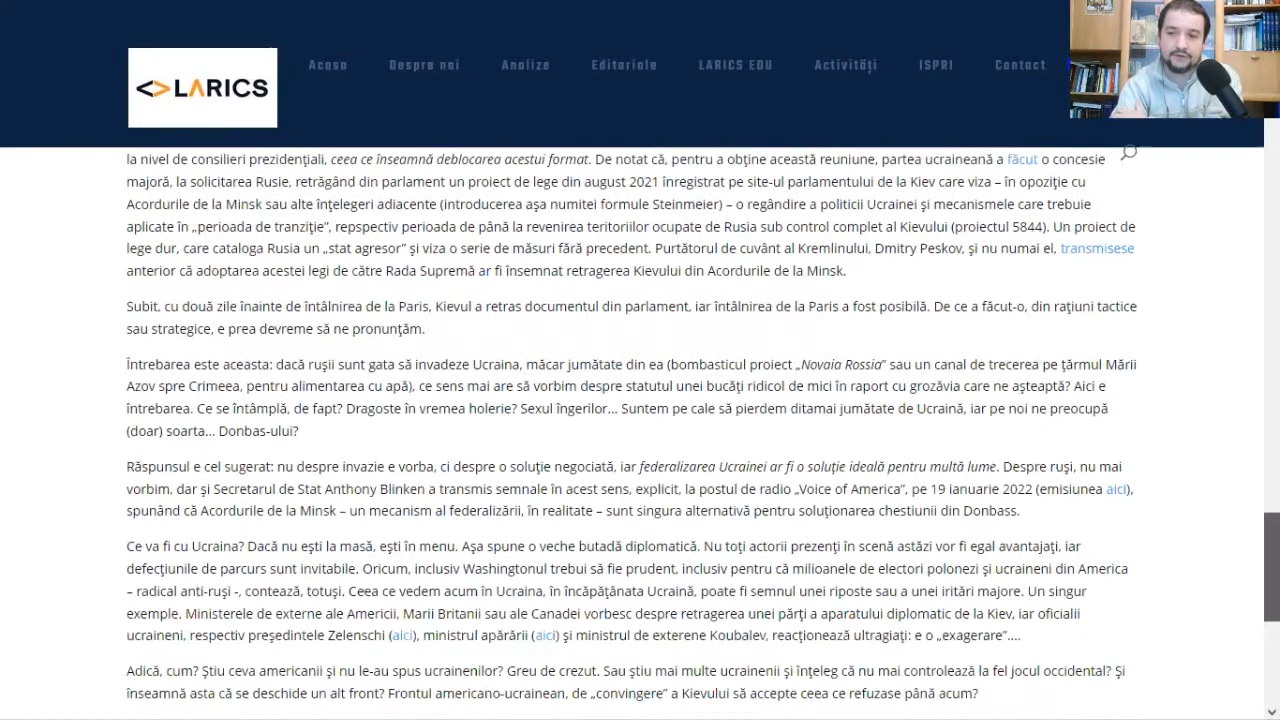 LARICS
Acasa
Despre noi
Analize
Editoriale
LARICS EDU
Activități
ISPRI
Contact
la nivel de consilieri prezidențiali, ceea ce înseamnă deblocarea acestui format. De notat că, pentru a obține această reuniune, partea ucraineană a făcut o concesie
majoră, la solicitarea Rusie, retrăgând din parlament un proiect de lege din august 2021 înregistrat pe site-ul parlamentului de la Kiev care viza – în opoziție cu
Acordurile de la Minsk sau alte înțelegeri adiacente (introducerea așa numitei formule Steinmeier) – o regândire a politicii Ucrainei și mecanismele care trebuie
aplicate în „perioada de tranziție”, repspectiv perioada de până la revenirea teritoriilor ocupate de Rusia sub control complet al Kievului (proiectul 5844). Un proiect de
lege dur, care cataloga Rusia un „stat agresor” și viza o serie de măsuri fără precedent. Purtătorul de cuvânt al Kremlinului, Dmitry Peskov, și nu numai el, transmisese
anterior că adoptarea acestei legi de către Rada Supremă ar fi însemnat retragerea Kievului din Acordurile de la Minsk.
Subit, cu două zile înainte de întâlnirea de la Paris, Kievul a retras documentul din parlament, iar întâlnirea de la Paris a fost posibilă. De ce a făcut-o, din rațiuni tactice
sau strategice, e prea devreme să ne pronunțăm.
Întrebarea este aceasta: dacă rușii sunt gata să invadeze Ucraina, măcar jumătate din ea (bombasticul proiect „Novaia Rossia” sau un canal de trecerea pe țărmul Mării
Azov spre Crimeea, pentru alimentarea cu apă), ce sens mai are să vorbim despre statutul unei bucăți ridicol de mici în raport cu grozăvia care ne așteaptă? Aici e
întrebarea. Ce se întâmplă, de fapt? Dragoste în vremea holerie? Sexul îngerilor… Suntem pe cale să pierdem ditamai jumătate de Ucraină, iar pe noi ne preocupă
(doar) soarta… Donbas-ului?
Răspunsul e cel sugerat: nu despre invazie e vorba, ci despre o soluție negociată, iar federalizarea Ucrainei ar fi o soluție ideală pentru multă lume. Despre ruși, nu mai
vorbim, dar și Secretarul de Stat Anthony Blinken a transmis semnale în acest sens, explicit, la postul de radio „Voice of America”, pe 19 ianuarie 2022 (emisiunea aici),
spunând că Acordurile de la Minsk – un mecanism al federalizării, în realitate – sunt singura alternativă pentru soluționarea chestiunii din Donbass.
Ce va fi cu Ucraina? Dacă nu ești la masă, ești în menu. Așa spune o veche butadă diplomatică. Nu toți actorii prezenți în scenă astăzi vor fi egal avantajați, iar
defecțiunile de parcurs sunt invitabile. Oricum, inclusiv Washingtonul trebui să fie prudent, inclusiv pentru că milioanele de electori polonezi și ucraineni din America
– radical anti-ruși -, contează, totuși. Ceea ce vedem acum în Ucraina, în încăpățânata Ucraină, poate fi semnul unei riposte sau a unei iritări majore. Un singur
exemple. Ministerele de externe ale Americii, Marii Britanii sau ale Canadei vorbesc despre retragerea unei părți a aparatului diplomatic de la Kiev, iar oficialii
ucraineni, respectiv președintele Zelenschi (aici), ministrul apărării (aici) și ministrul de exterene Koubalev, reacționează ultragiați: e o „exagerare”….
Adică, cum? Știu ceva americanii și nu le-au spus ucrainenilor? Greu de crezut. Sau știu mai multe ucrainenii și înțeleg că nu mai controlează la fel jocul occidental? Și
înseamnă asta că se deschide un alt front? Frontul americano-ucrainean, de „convingere” a Kievului să accepte ceea ce refuzase până acum?